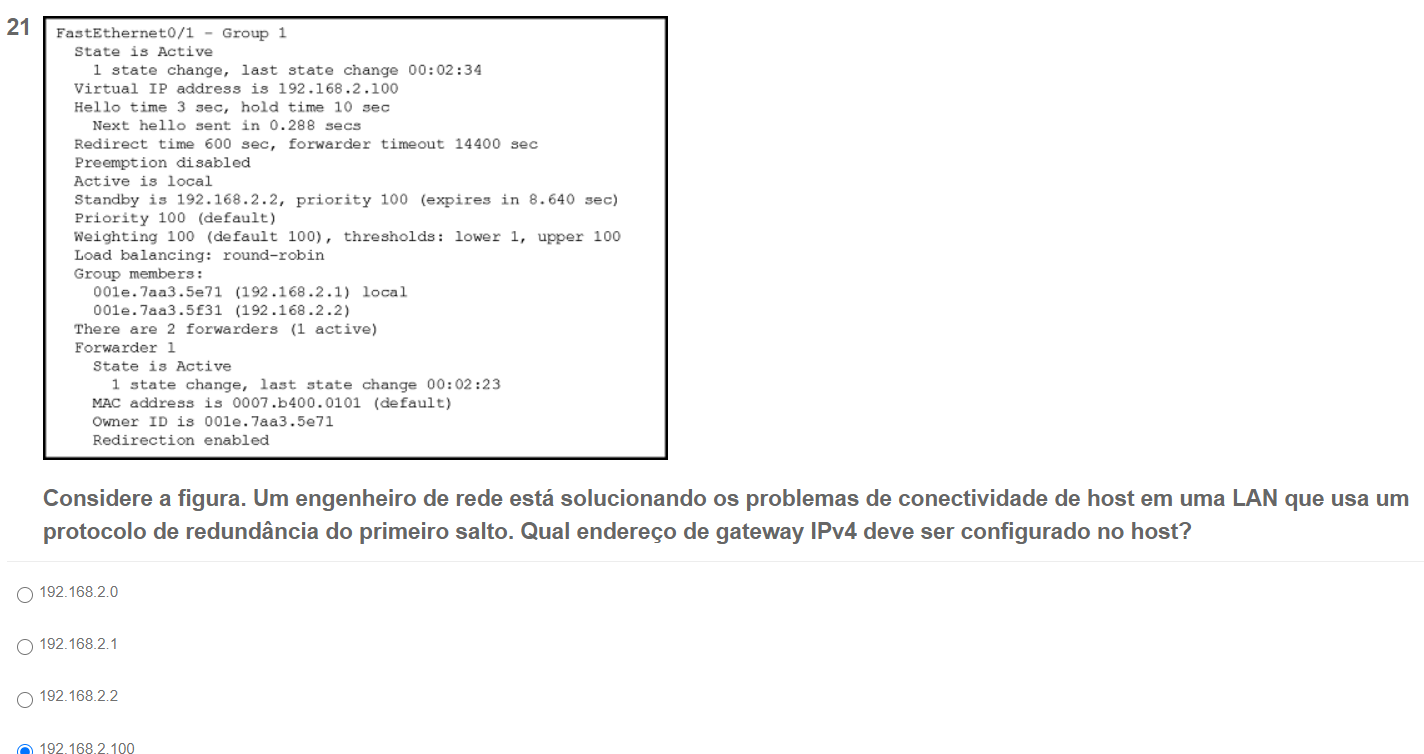 21
FastEthernet0/1 - Group 1
State is Active
1 state change, last state change 00:02:34
Virtual IP address is 192.168.2.100
Hello time 3 sec, hold time 10 sec
Next hello sent in 0.288 secs
Redirect time 600 sec, forwarder timeout 14400 sec
Preemption disabled
Active is local
Standby is 192.168.2.2, priority 100 (expires in 8.640 sec)
Priority 100 (default)
Weighting 100 (default 100), thresholds: lower 1, upper 100
Load balancing: round-robin
Group members:
001e.7aa3.5e71 (192.168.2.1) local
001e.7aa3.5f31 (192.168.2.2)
There are 2 forwarders (1 active)
Forwarder 1
State is Active
1 state change, last state change 00:02:23
MAC address is 0007.b400.0101 (default)
Owner ID is 001e.7aa3.5e71
Redirection enabled
Considere a figura. Um engenheiro de rede está solucionando os problemas de conectividade de host em uma LAN que usa um
protocolo de redundância do primeiro salto. Qual endereço de gateway IPv4 deve ser configurado no host?
192.168.2.0
192.168.2.1
192.168.2.2
192.168.2.100